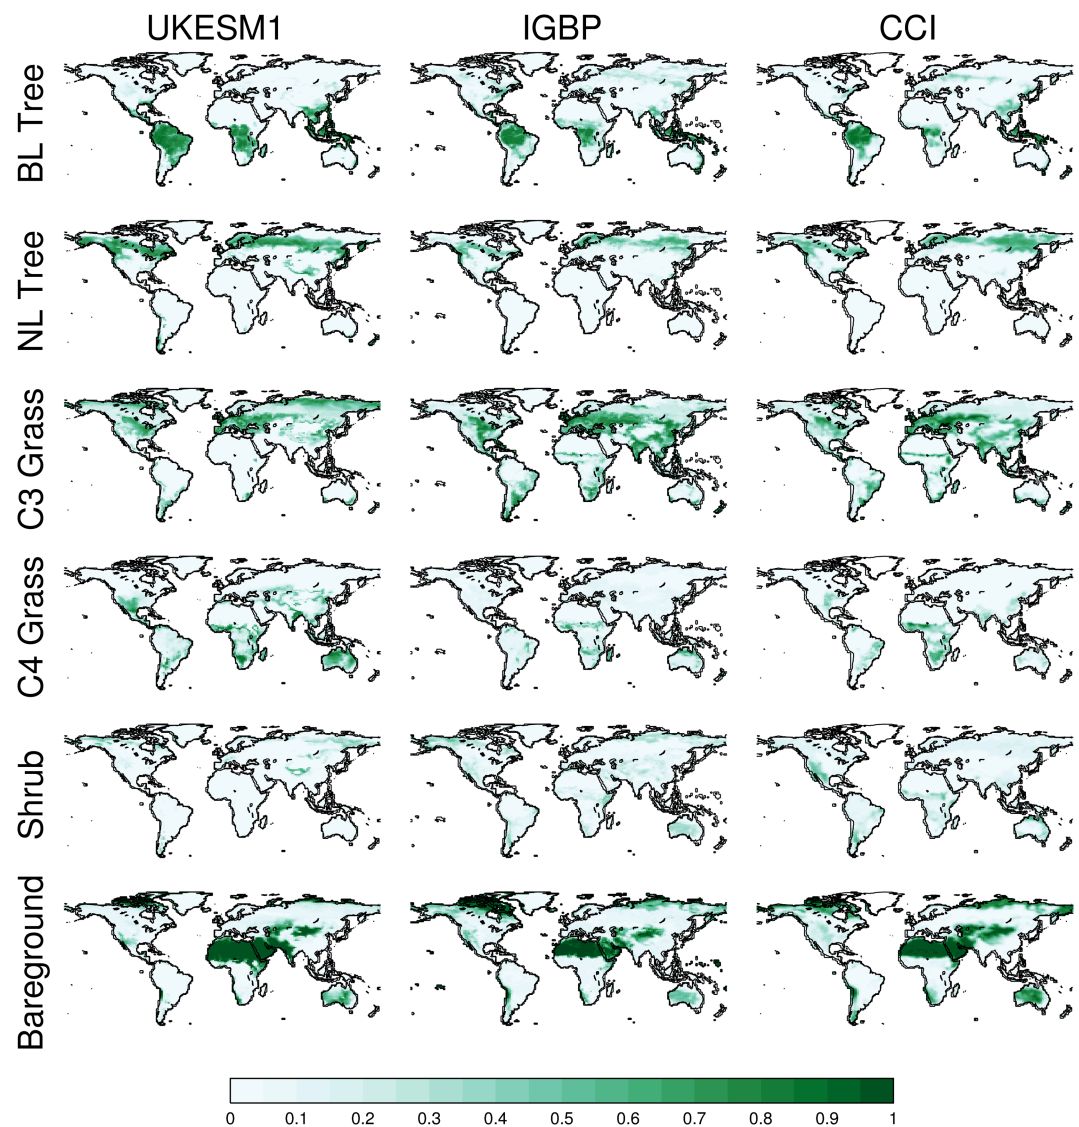 UKESM1 IGBP CCI
BL Tree
NL Tree
C3 Grass
C4 Grass
Shrub
Bareground
0 0.1 0.2 0.3 0.4 0.5 0.6 0.7 0.8 0.9 1